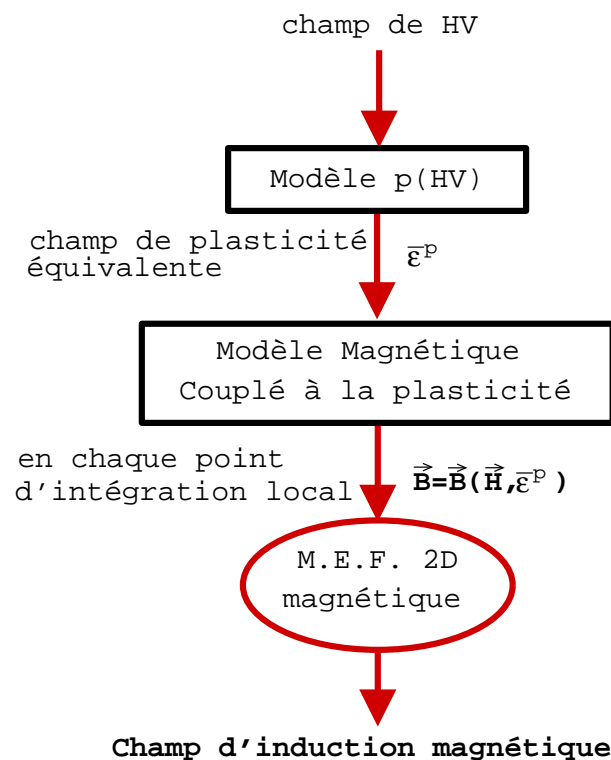 champ de HV
Modèle p(HV)
champ de plasticité
équivalente
ε̅ᵖ
Modèle Magnétique
Couplé à la plasticité
en chaque point
d'intégration local
B⃗=B⃗(H⃗,ε̅ᵖ)
M.E.F. 2D
magnétique
Champ d'induction magnétique